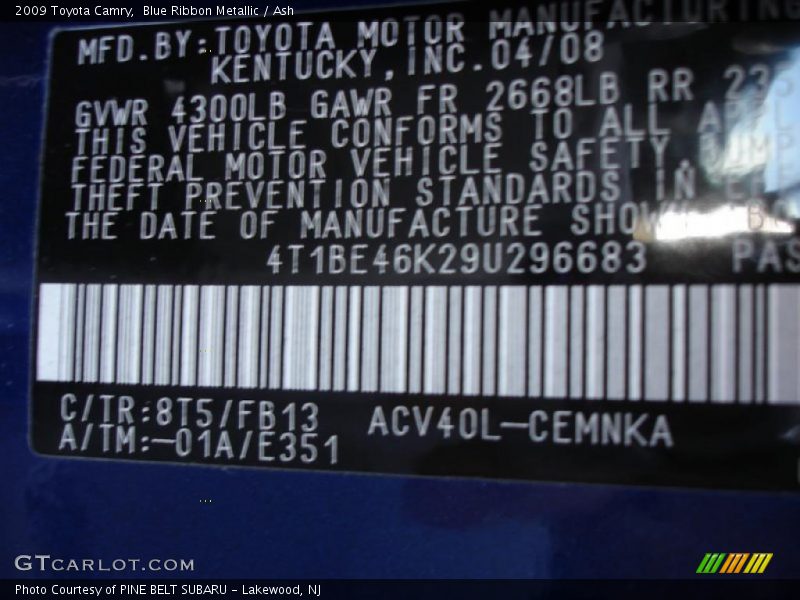 2009 Toyota Camry,  Blue Ribbon Metallic / Ash
MFD.BY:TOYOTA MOTOR MANUFACTURING
KENTUCKY,INC.04/08
GVWR 4300LB GAWR FR 2668LB RR
THIS VEHICLE CONFORMS TO ALL
FEDERAL MOTOR VEHICLE SAFETY,
THEFT PREVENTION STANDARDS IN
THE DATE OF MANUFACTURE SHOWN
4T1BE46K29U296683 PAS
C/TR:8T5/FB13 ACV40L-CEMNKA
A/TM:-01A/E351
GTCARLOT.COM
Photo Courtesy of PINE BELT SUBARU - Lakewood, NJ